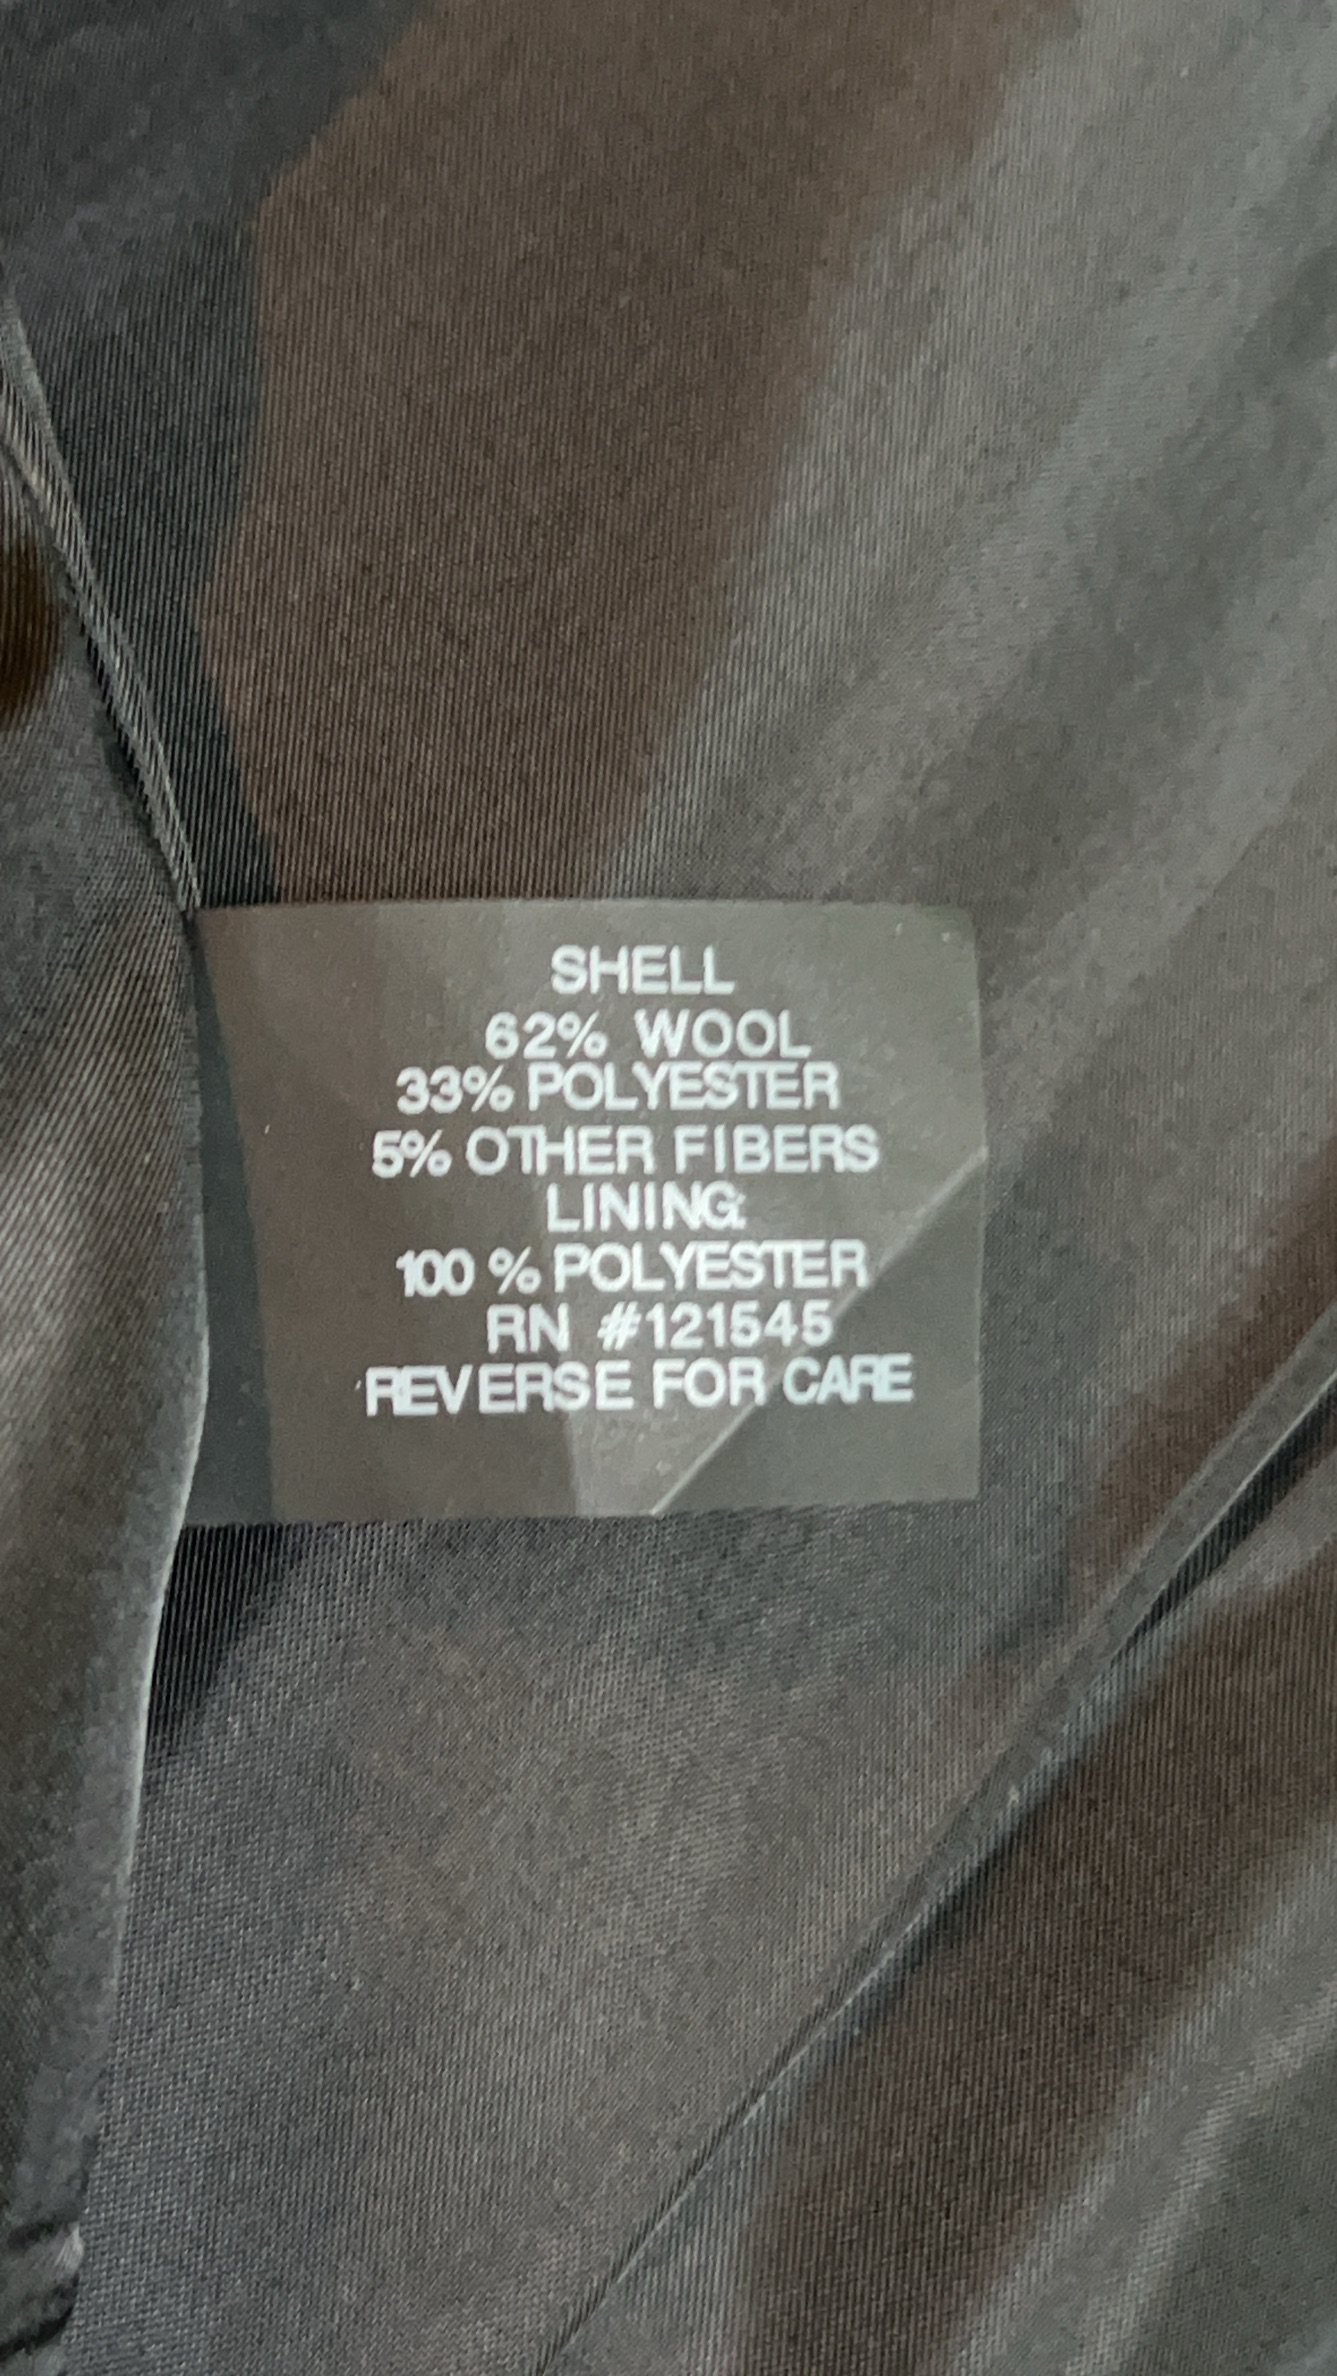 SHELL
62% WOOL
33% POLYESTER
5% OTHER FIBERS
LINING:
100 % POLYESTER
RN #121545
REVERSE FOR CARE